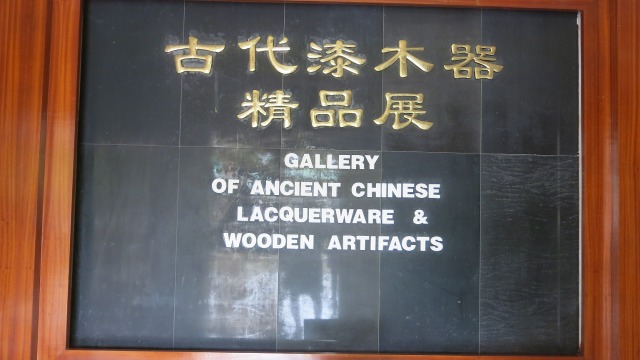 古代漆木器
精品展
GALLERY
OF ANCIENT CHINESE
LACQUERWARE &
WOODEN ARTIFACTS